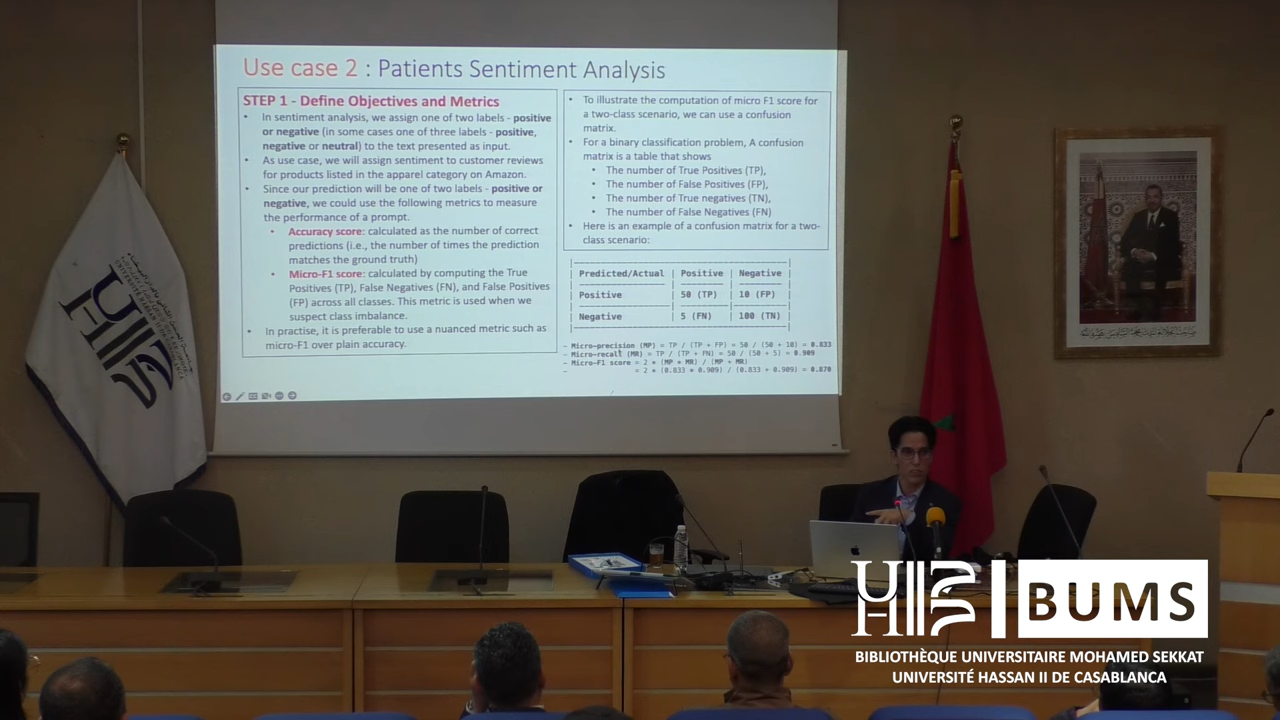 Use case 2 : Patients Sentiment Analysis
STEP 1 - Define Objectives and Metrics
• In sentiment analysis, we assign one of two labels - positive
or negative (in some cases one of three labels - positive,
negative or neutral) to the text presented as input.
• As use case, we will assign sentiment to customer reviews
for products listed in the apparel category on Amazon.
• Since our prediction will be one of two labels - positive or
negative, we could use the following metrics to measure
the performance of a prompt.
• Accuracy score: calculated as the number of correct
predictions (i.e., the number of times the prediction
matches the ground truth)
• Micro-F1 score: calculated by computing the True
Positives (TP), False Negatives (FN), and False Positives
(FP) across all classes. This metric is used when we
suspect class imbalance.
• In practise, it is preferable to use a nuanced metric such as
micro-F1 over plain accuracy.
• To illustrate the computation of micro F1 score for
a two-class scenario, we can use a confusion
matrix.
• For a binary classification problem, A confusion
matrix is a table that shows
• The number of True Positives (TP),
• The number of False Positives (FP),
• The number of True negatives (TN),
• The number of False Negatives (FN)
• Here is an example of a confusion matrix for a two-
class scenario:
| Predicted/Actual | Positive | Negative |
| Positive | 50 (TP) | 10 (FP) |
| Negative | 5 (FN) | 100 (TN) |
— Micro-precision (MP) = TP / (TP + FP) = 50 / (50 + 10) = 0.833
— Micro-recall (MR) = TP / (TP + FN) = 50 / (50 + 5) = 0.909
— Micro-F1 score = 2 * (MP * MR) / (MP + MR)
— = 2 * (0.833 * 0.909) / (0.833 + 0.909) = 0.870
UH2C | BUMS
BIBLIOTHÈQUE UNIVERSITAIRE MOHAMED SEKKAT
UNIVERSITÉ HASSAN II DE CASABLANCA